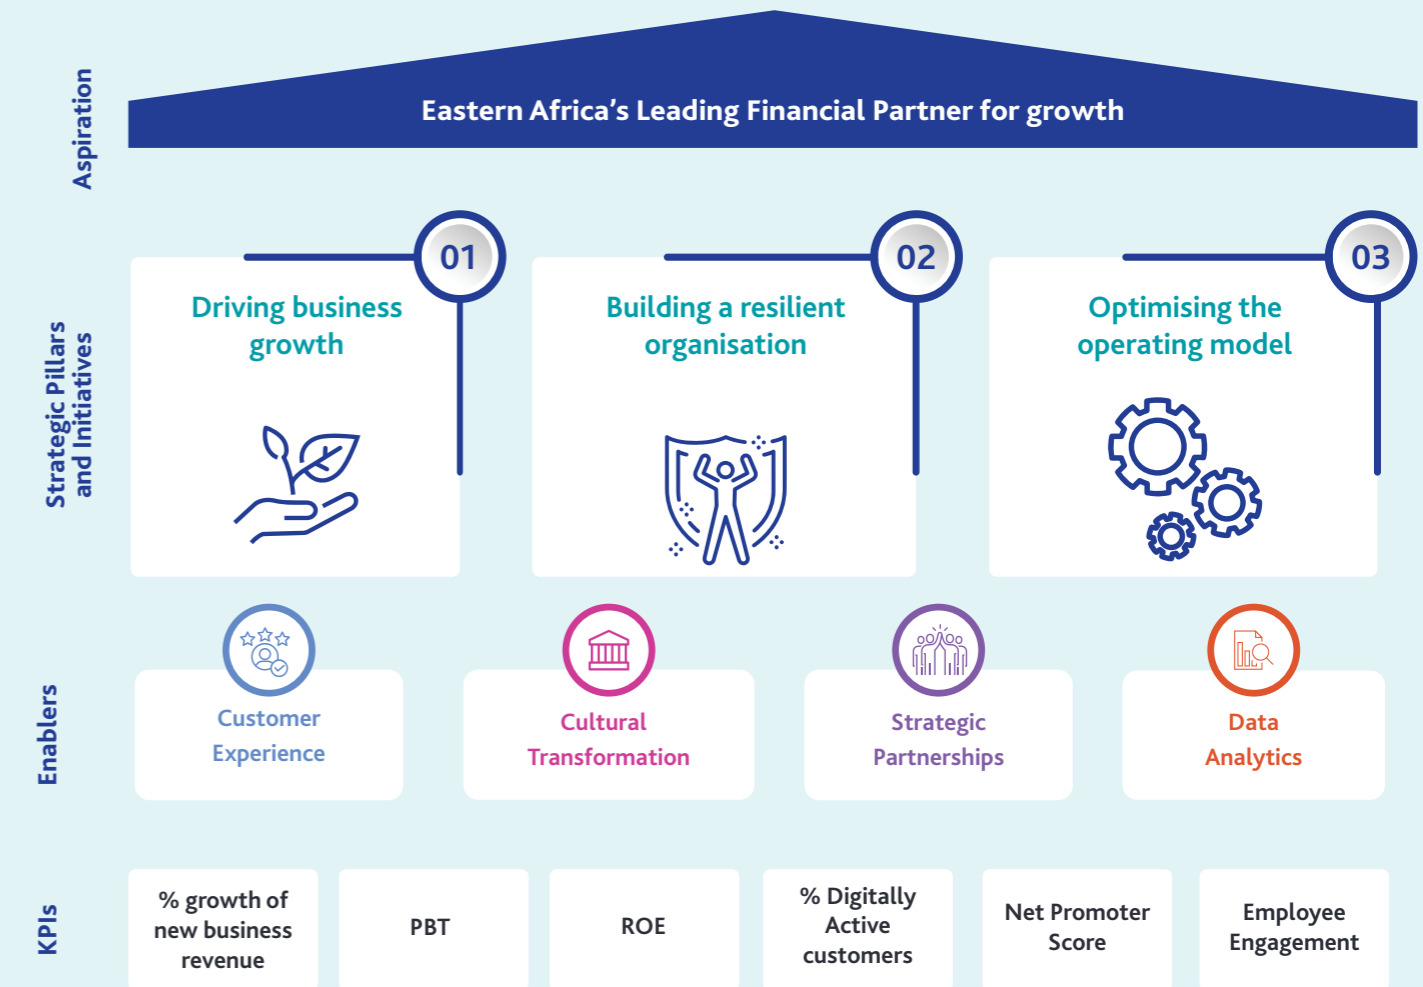 Aspiration
Eastern Africa's Leading Financial Partner for growth
Strategic Pillars
and Initiatives
01
Driving business
growth
02
Building a resilient
organisation
03
Optimising the
operating model
Enablers
Customer
Experience
Cultural
Transformation
Strategic
Partnerships
Data
Analytics
KPIs
% growth of
new business
revenue
PBT
ROE
% Digitally
Active
customers
Net Promoter
Score
Employee
Engagement